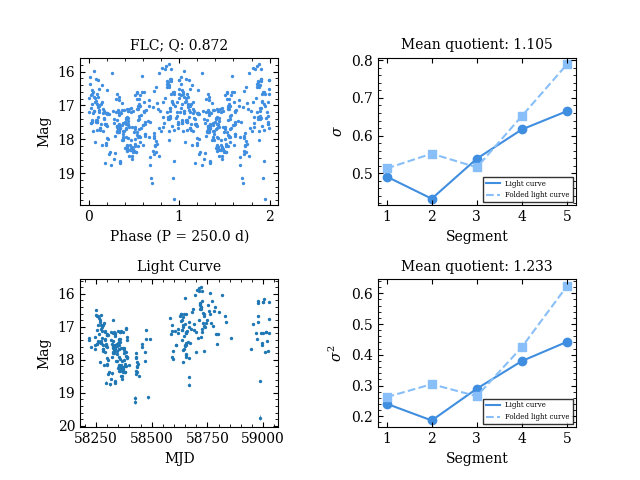 FLC; Q: 0.872
16
17
18
19
Mag
0
1
2
Phase (P = 250.0 d)
Mean quotient: 1.105
0.8
0.7
0.6
0.5
σ
1
2
3
4
5
Segment
Light curve
Folded light curve
Light Curve
16
17
18
19
20
Mag
58250
58500
58750
59000
MJD
Mean quotient: 1.233
0.6
0.5
0.4
0.3
0.2
σ²
1
2
3
4
5
Segment
Light curve
Folded light curve